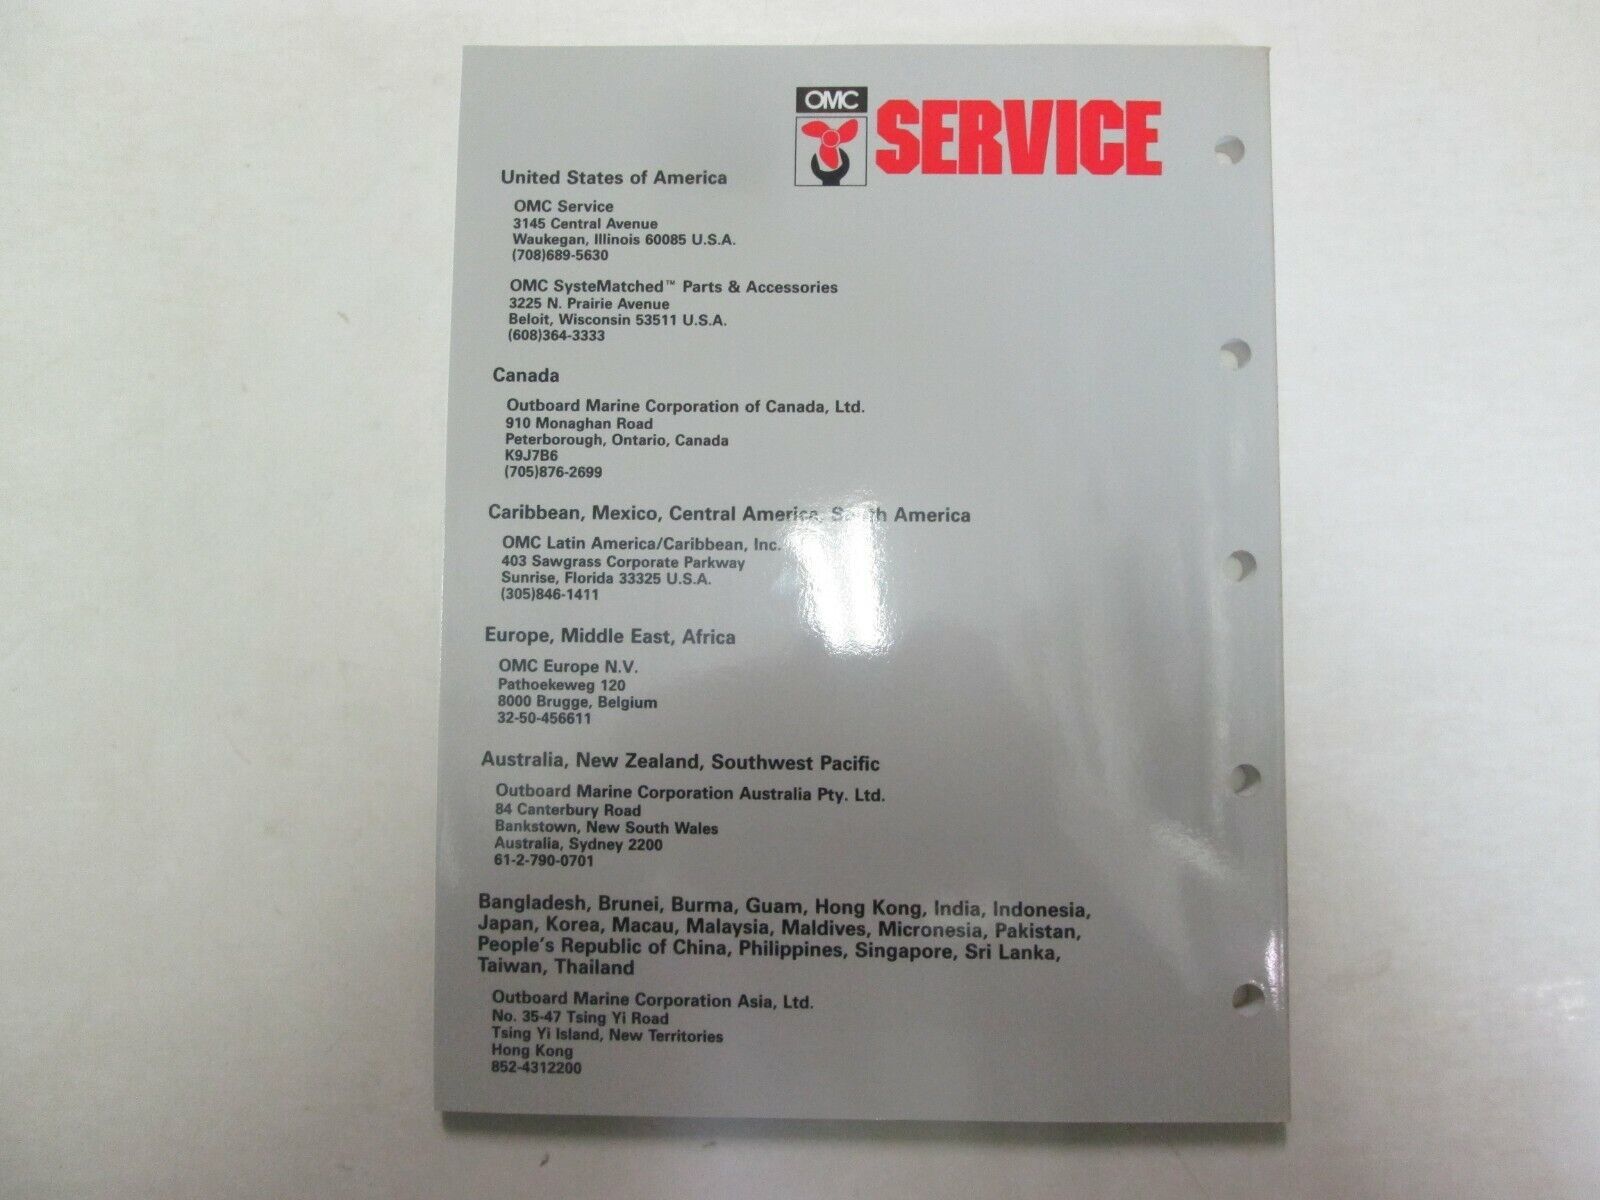 OMC
SERVICE
United States of America
OMC Service
3145 Central Avenue
Waukegan, Illinois 60085 U.S.A.
(708)689-5630
OMC SysteMatched™ Parts & Accessories
3225 N. Prairie Avenue
Beloit, Wisconsin 53511 U.S.A.
(608)364-3333
Canada
Outboard Marine Corporation of Canada, Ltd.
910 Monaghan Road
Peterborough, Ontario, Canada
K9J7B6
(705)876-2699
Caribbean, Mexico, Central America, South America
OMC Latin America/Caribbean, Inc.
403 Sawgrass Corporate Parkway
Sunrise, Florida 33325 U.S.A.
(305)846-1411
Europe, Middle East, Africa
OMC Europe N.V.
Pathoekeweg 120
8000 Brugge, Belgium
32-50-456611
Australia, New Zealand, Southwest Pacific
Outboard Marine Corporation Australia Pty. Ltd.
84 Canterbury Road
Bankstown, New South Wales
Australia, Sydney 2200
61-2-790-0701
Bangladesh, Brunei, Burma, Guam, Hong Kong, India, Indonesia,
Japan, Korea, Macau, Malaysia, Maldives, Micronesia, Pakistan,
People's Republic of China, Philippines, Singapore, Sri Lanka,
Taiwan, Thailand
Outboard Marine Corporation Asia, Ltd.
No. 35-47 Tsing Yi Road
Tsing Yi Island, New Territories
Hong Kong
852-4312200